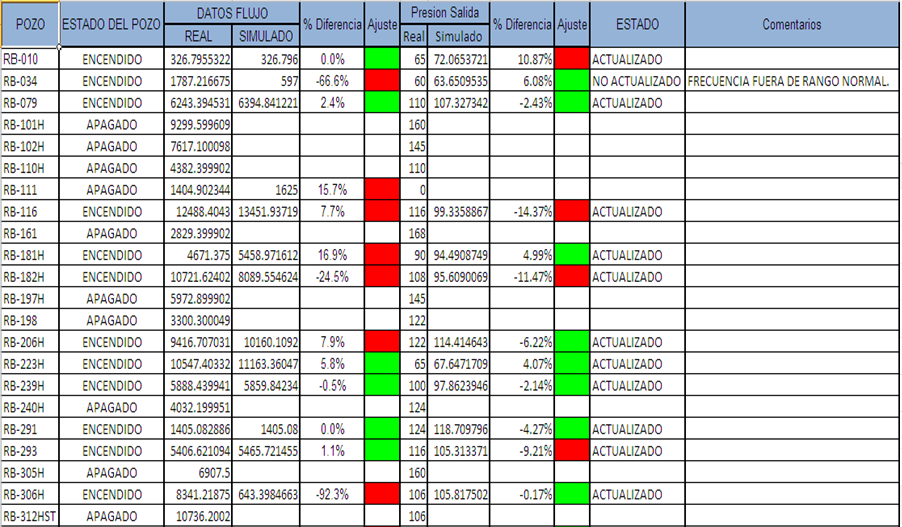 POZO ESTADO DEL POZO DATOS FLUJO % Diferencia Ajuste Presion Salida % Diferencia Ajuste ESTADO Comentarios
REAL SIMULADO Real Simulado
RB-010 ENCENDIDO 326.7955322 326.796 0.0% 65 72.0653721 10.87% ACTUALIZADO
RB-034 ENCENDIDO 1787.216675 597 -66.6% 60 63.6509535 6.08% NO ACTUALIZADO FRECUENCIA FUERA DE RANGO NORMAL.
RB-079 ENCENDIDO 6243.394531 6394.841221 2.4% 110 107.327342 -2.43% ACTUALIZADO
RB-101H APAGADO 9299.599609 160
RB-102H APAGADO 7617.100098 145
RB-110H APAGADO 4382.399902 110
RB-111 APAGADO 1404.902344 1625 15.7% 0
RB-116 ENCENDIDO 12488.4043 13451.93719 7.7% 116 99.3358867 -14.37% ACTUALIZADO
RB-161 APAGADO 2829.399902 168
RB-181H ENCENDIDO 4671.375 5458.971612 16.9% 90 94.4908749 4.99% ACTUALIZADO
RB-182H ENCENDIDO 10721.62402 8089.554624 -24.5% 108 95.6090069 -11.47% ACTUALIZADO
RB-197H APAGADO 5972.899902 145
RB-198 APAGADO 3300.300049 122
RB-206H ENCENDIDO 9416.707031 10160.1092 7.9% 122 114.414643 -6.22% ACTUALIZADO
RB-223H ENCENDIDO 10547.40332 11163.36047 5.8% 65 67.6471709 4.07% ACTUALIZADO
RB-239H ENCENDIDO 5888.439941 5859.84234 -0.5% 100 97.8623946 -2.14% ACTUALIZADO
RB-240H APAGADO 4032.199951 124
RB-291 ENCENDIDO 1405.082886 1405.08 0.0% 124 118.709796 -4.27% ACTUALIZADO
RB-293 ENCENDIDO 5406.621094 5465.721455 1.1% 116 105.313371 -9.21% ACTUALIZADO
RB-305H APAGADO 6907.5 160
RB-306H ENCENDIDO 8341.21875 643.3984663 -92.3% 106 105.817502 -0.17% ACTUALIZADO
RB-312HST APAGADO 10736.2002 106